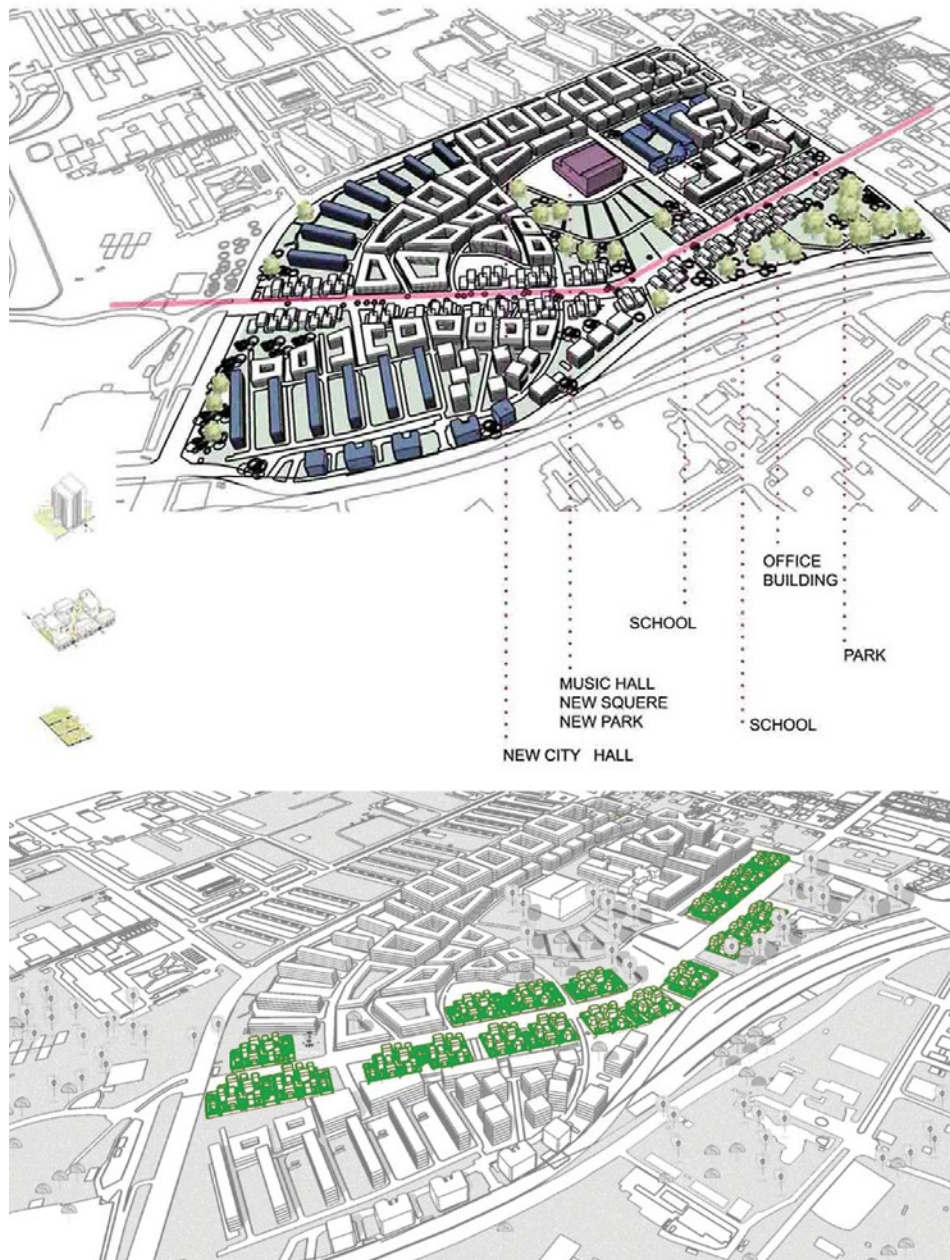 OFFICE
BUILDING
SCHOOL
PARK
MUSIC HALL
NEW SQUERE
NEW PARK
SCHOOL
NEW CITY HALL